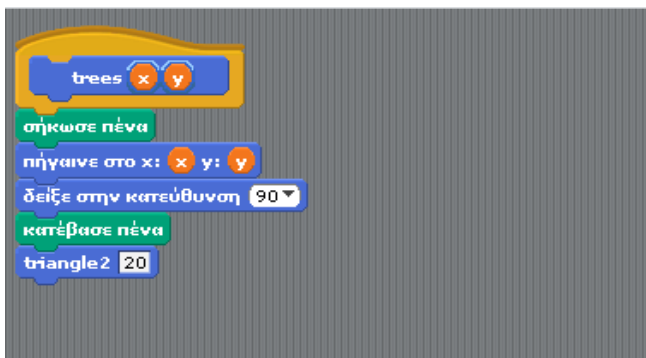 trees x y
σήκωσε πένα
πήγαινε στο x: x y: y
δείξε στην κατεύθυνση 90
κατέβασε πένα
triangle2 20